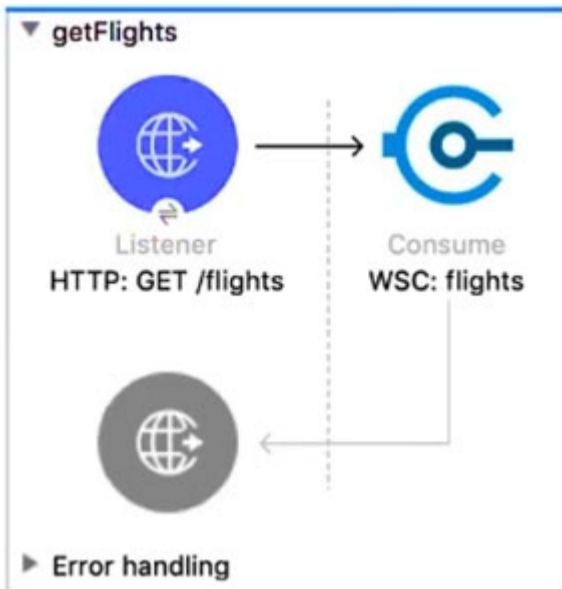 getFlights
Listener
HTTP: GET /flights
Consume
WSC: flights
Error handling